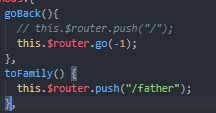 goBack(){
// this.$router.push("/");
this.$router.go(-1);
},
toFamily() {
this.$router.push("/father");
},